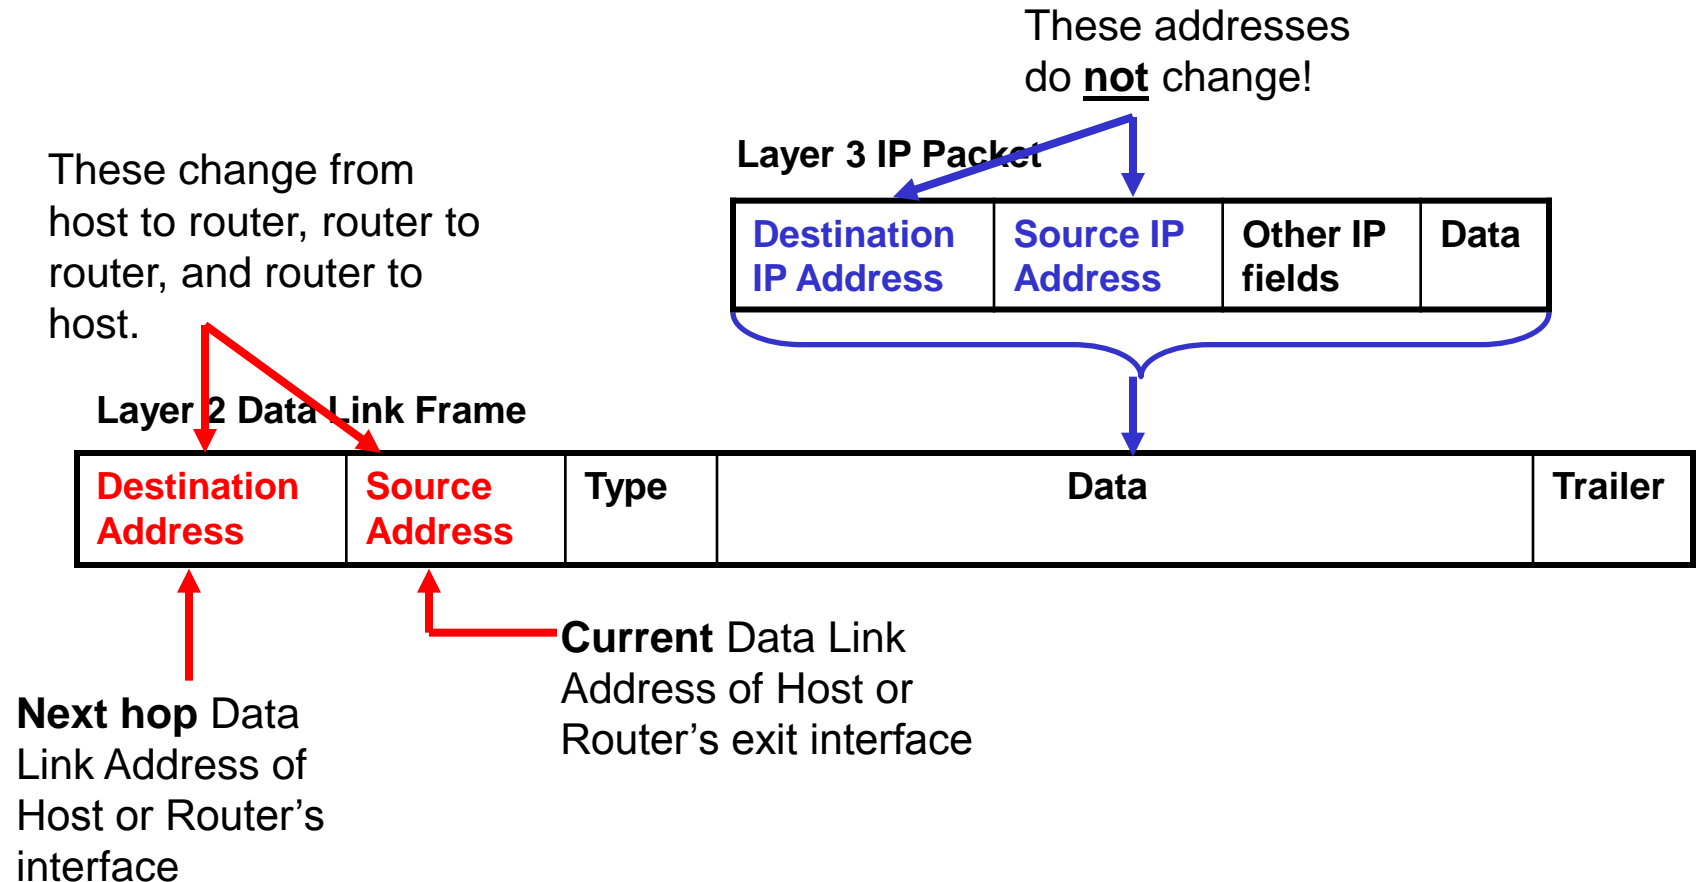 These addresses
do not change!
These change from
host to router, router to
router, and router to
host.
Layer 3 IP Packet
Destination
IP Address
Source IP
Address
Other IP
fields
Data
Layer 2 Data Link Frame
Destination
Address
Source
Address
Type
Data
Trailer
Current Data Link
Address of Host or
Router’s exit interface
Next hop Data
Link Address of
Host or Router’s
interface